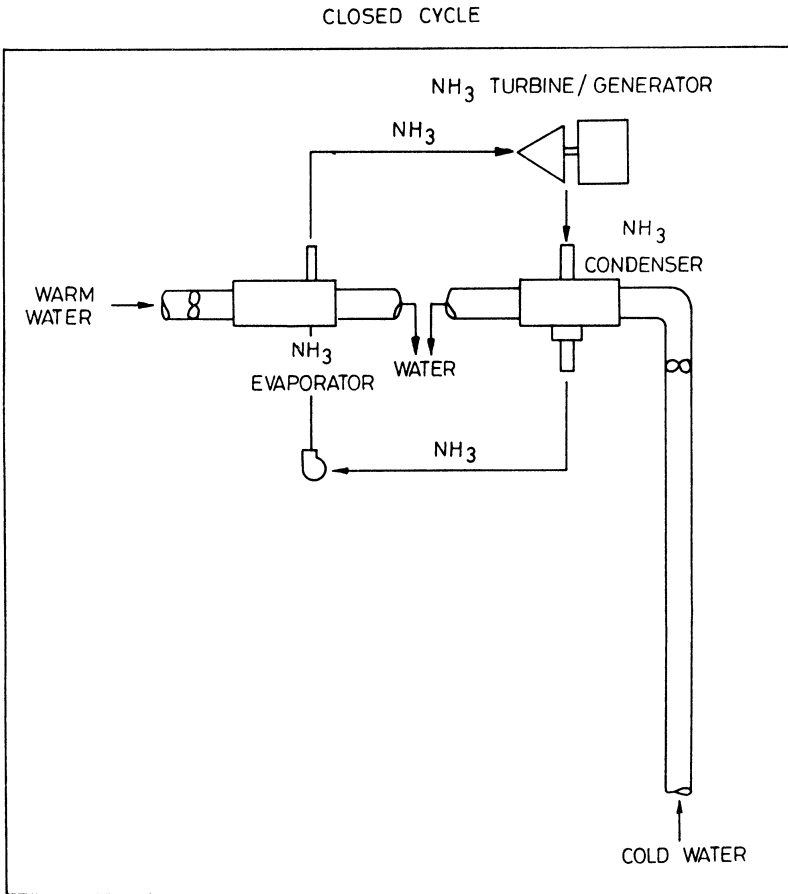 CLOSED CYCLE
NH3 TURBINE/GENERATOR
NH3
NH3
CONDENSER
WARM
WATER
NH3
EVAPORATOR
WATER
NH3
COLD WATER